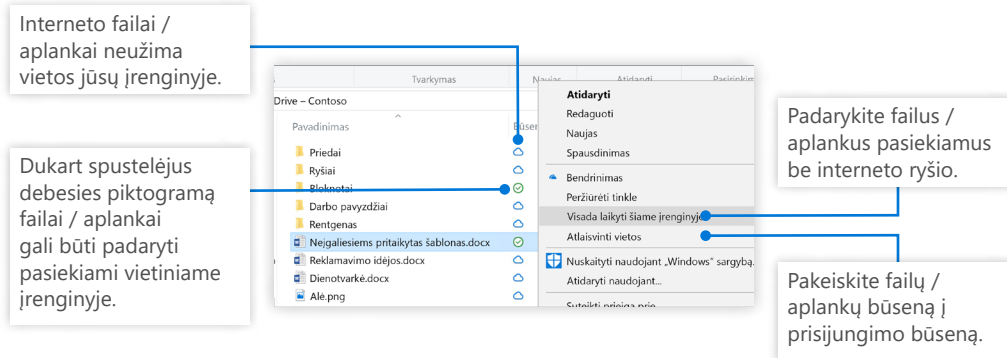 Interneto failai /
aplankai neužima
vietos jūsų įrenginyje.
Dukart spustelėjus
debesies piktogramą
failai / aplankai
gali būti padaryti
pasiekiami vietiniame
įrenginyje.
Tvarkymas
Naujas
Atidaryti
Drive – Contoso
Pavadinimas
Priedai
Ryšiai
Bloknotai
Darbo pavyzdžiai
Rentgenas
Neįgaliesiems pritaikytas šablonas.docx
Reklamavimo idėjos.docx
Dienotvarkė.docx
Alė.png
Atidaryti
Redaguoti
Naujas
Spausdinimas
Bendrinimas
Peržiūrėti tinkle
Visada laikyti šiame įrenginyje
Atlaisvinti vietos
Nuskaityti naudojant „Windows“ sargybą.
Atidaryti naudojant...
Suteikti prieigą prie
Padarykite failus /
aplankus pasiekiamus
be interneto ryšio.
Pakeiskite failų /
aplankų būseną į
prisijungimo būseną.